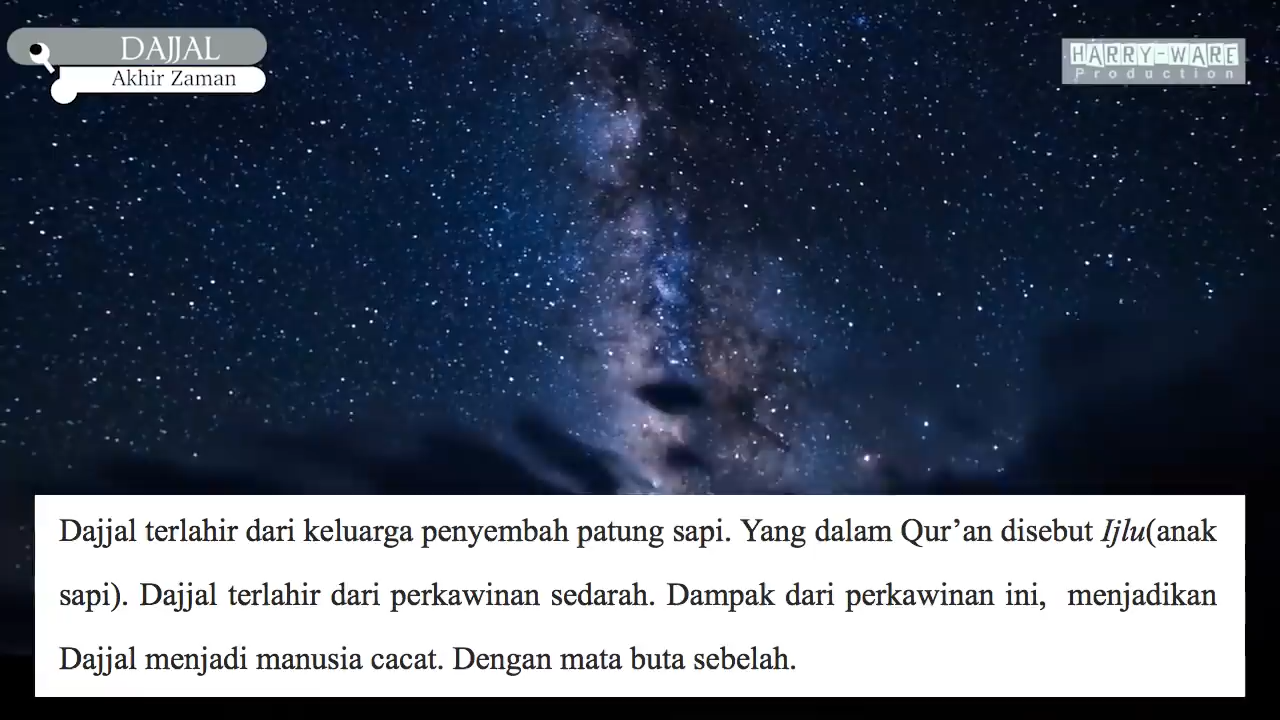 DAJJAL
Akhir Zaman
HARRY-WARE
Production
Dajjal terlahir dari keluarga penyembah patung sapi. Yang dalam Qur’an disebut Ijlu(anak
sapi). Dajjal terlahir dari perkawinan sedarah. Dampak dari perkawinan ini,  menjadikan
Dajjal menjadi manusia cacat. Dengan mata buta sebelah.